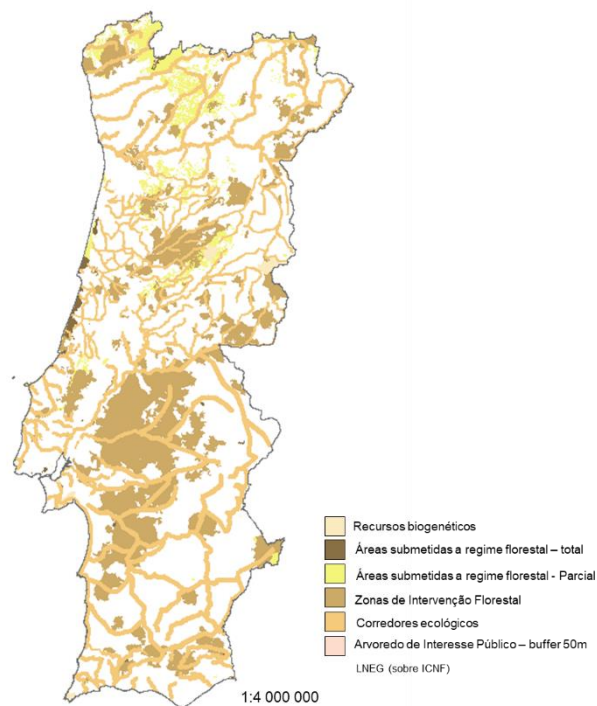 Recursos biogenéticos
Áreas submetidas a regime florestal – total
Áreas submetidas a regime florestal - Parcial
Zonas de Intervenção Florestal
Corredores ecológicos
Arvoredo de Interesse Público – buffer 50m
LNEG (sobre ICNF)
1:4 000 000